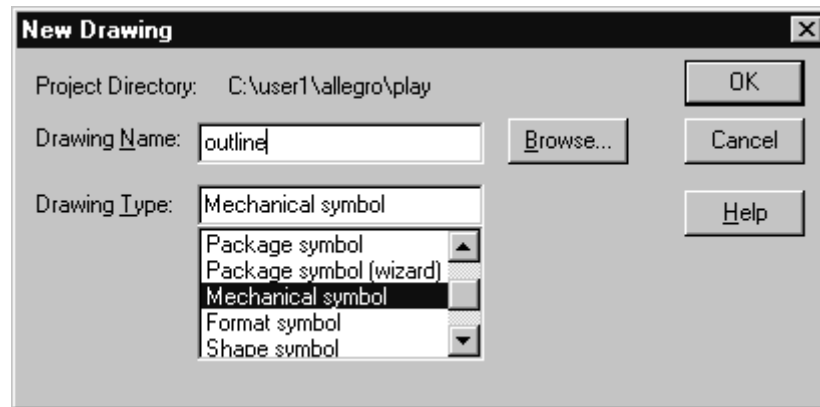 New Drawing
Project Directory: C:\user1\allegro\play OK
Drawing Name: outline Browse... Cancel
Drawing Type: Mechanical symbol Help
Package symbol
Package symbol (wizard)
Mechanical symbol
Format symbol
Shape symbol